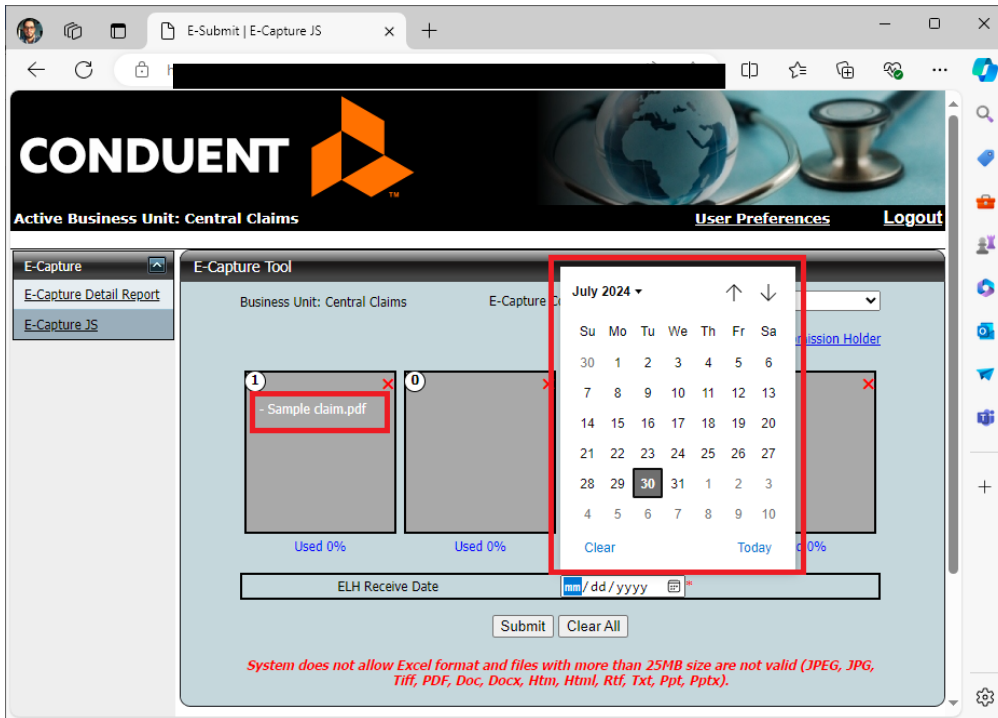 E-Submit | E-Capture JS
CONDUENT
TM
Active Business Unit: Central Claims
User Preferences
Logout
E-Capture
E-Capture Detail Report
E-Capture JS
E-Capture Tool
Business Unit: Central Claims
E-Capture
Holder
1
- Sample claim.pdf
0
Used 0%
Used 0%
0%
July 2024
Su Mo Tu We Th Fr Sa
30 1 2 3 4 5 6
7 8 9 10 11 12 13
14 15 16 17 18 19 20
21 22 23 24 25 26 27
28 29 30 31 1 2 3
4 5 6 7 8 9 10
Clear Today
ELH Receive Date
mm/dd/yyyy
*
Submit
Clear All
System does not allow Excel format and files with more than 25MB size are not valid (JPEG, JPG,
Tiff, PDF, Doc, Docx, Htm, Html, Rtf, Txt, Ppt, Pptx).